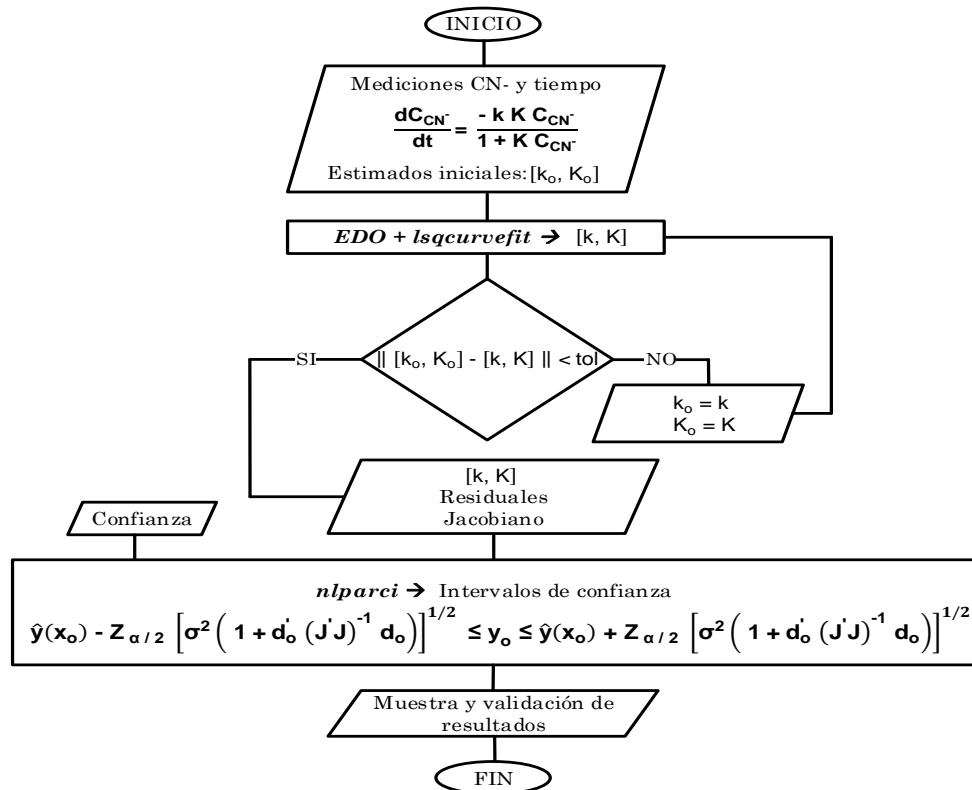 INICIO
Mediciones CN- y tiempo
dC_CN⁻/dt = - k K C_CN⁻/1 + K C_CN⁻
Estimados iniciales:[k_o, K_o]
EDO + lsqcurvefit → [k, K]
SI
|| [k_o, K_o] - [k, K] || < tol
NO
k_o = k
K_o = K
[k, K]
Residuales
Jacobiano
Confianza
nlparci → Intervalos de confianza
ŷ(x_o) - Z_α / 2 [σ² ( 1 + d'_o (J'J)⁻¹ d_o)]^1/2 ≤ y_o ≤ ŷ(x_o) + Z_α / 2 [σ² ( 1 + d'_o (J'J)⁻¹ d_o)]^1/2
Muestra y validación de
resultados
FIN